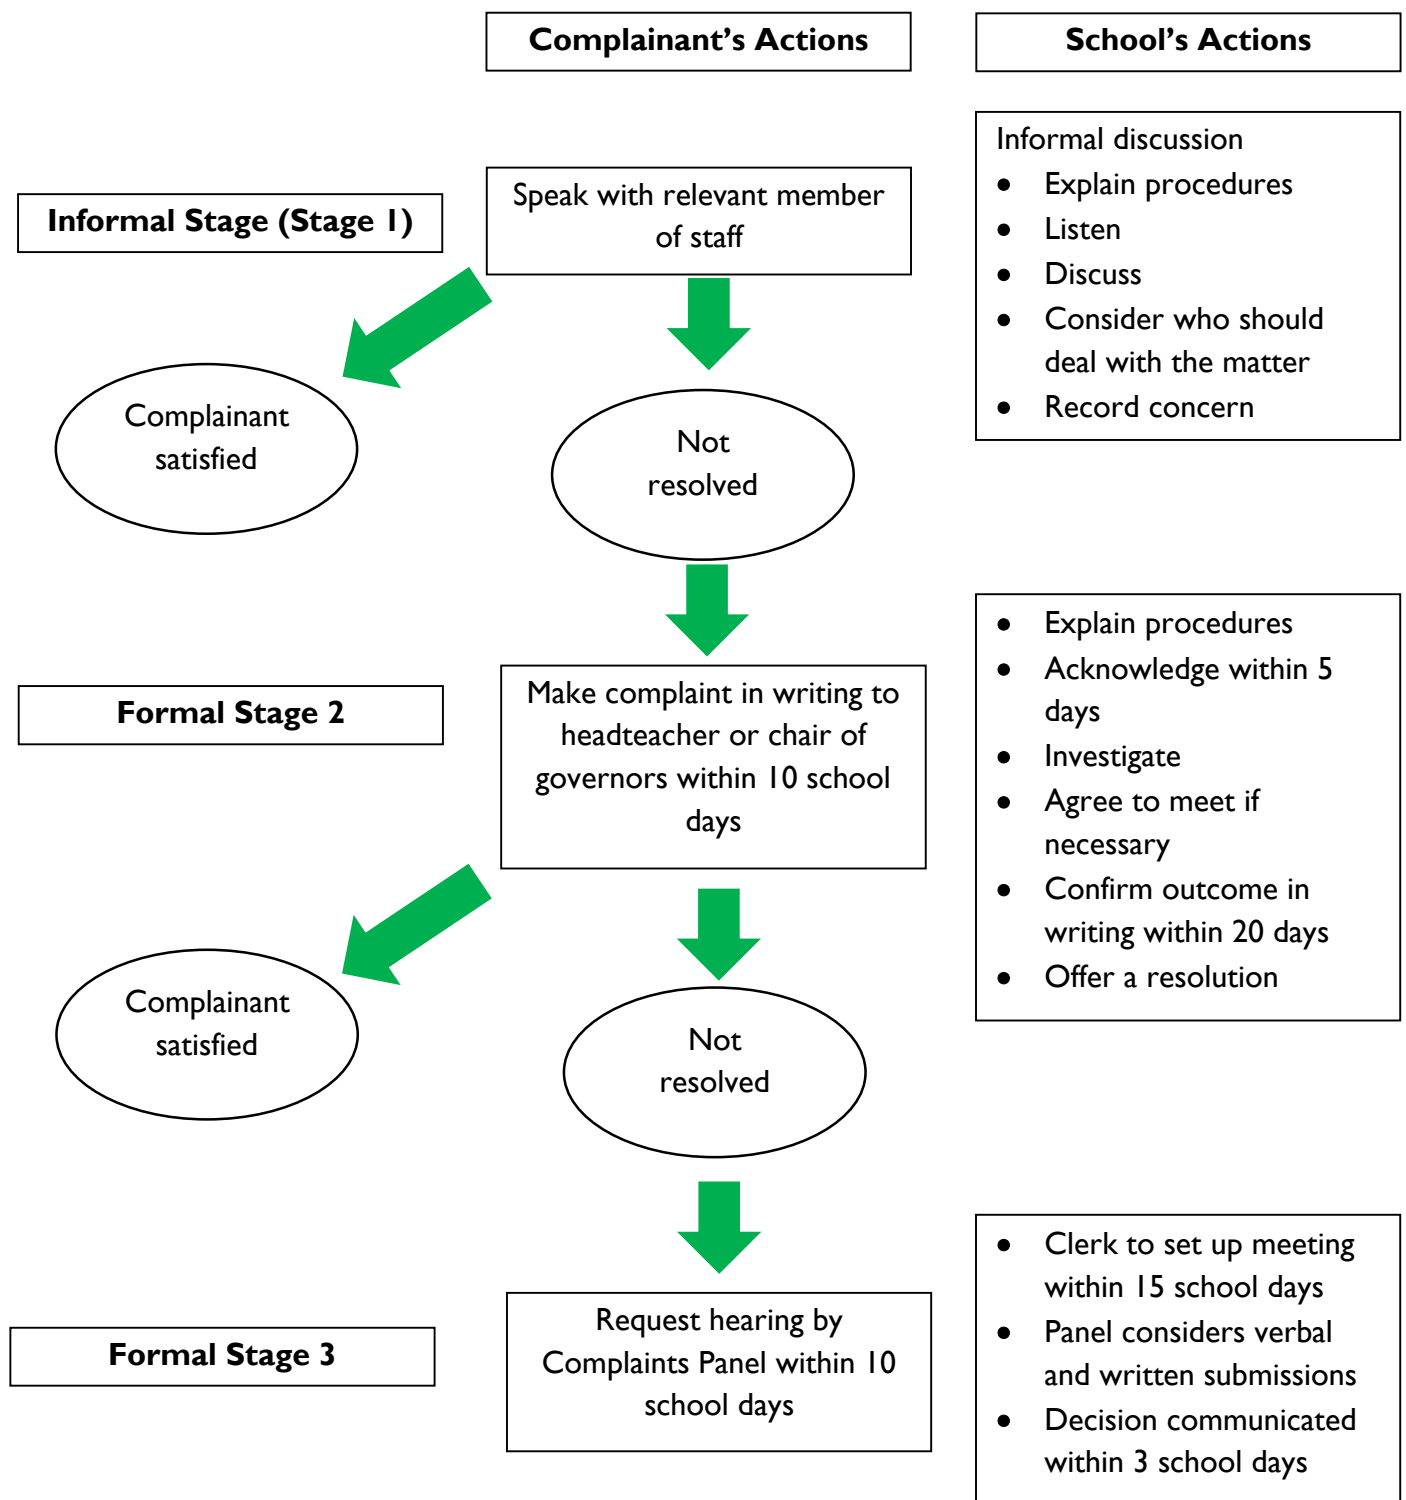 Complainant’s Actions
School’s Actions
Informal Stage (Stage 1)
Speak with relevant member
of staff
Informal discussion
• Explain procedures
• Listen
• Discuss
• Consider who should
deal with the matter
• Record concern
Complainant
satisfied
Not
resolved
Formal Stage 2
Make complaint in writing to
headteacher or chair of
governors within 10 school
days
• Explain procedures
• Acknowledge within 5
days
• Investigate
• Agree to meet if
necessary
• Confirm outcome in
writing within 20 days
• Offer a resolution
Complainant
satisfied
Not
resolved
Formal Stage 3
Request hearing by
Complaints Panel within 10
school days
• Clerk to set up meeting
within 15 school days
• Panel considers verbal
and written submissions
• Decision communicated
within 3 school days